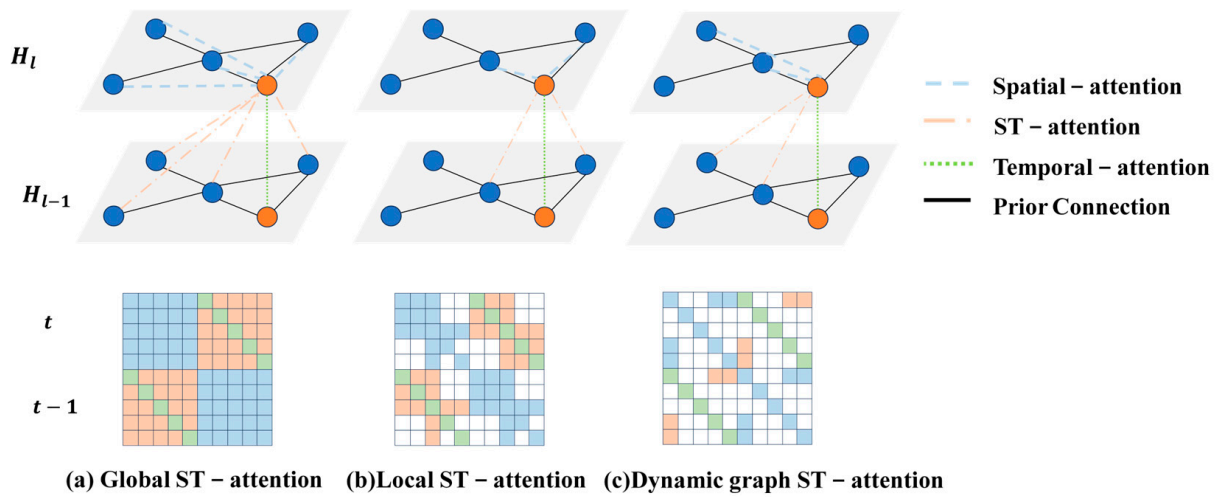 H_l
H_{l-1}
Spatial – attention
ST – attention
Temporal – attention
Prior Connection
t
t – 1
(a) Global ST – attention
(b)Local ST – attention
(c)Dynamic graph ST – attention